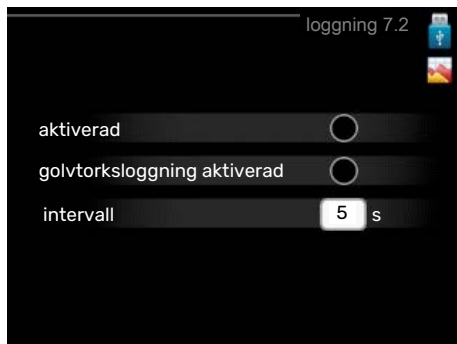 loggning 7.2
aktiverad
golvtorksloggning aktiverad
intervall 5 s